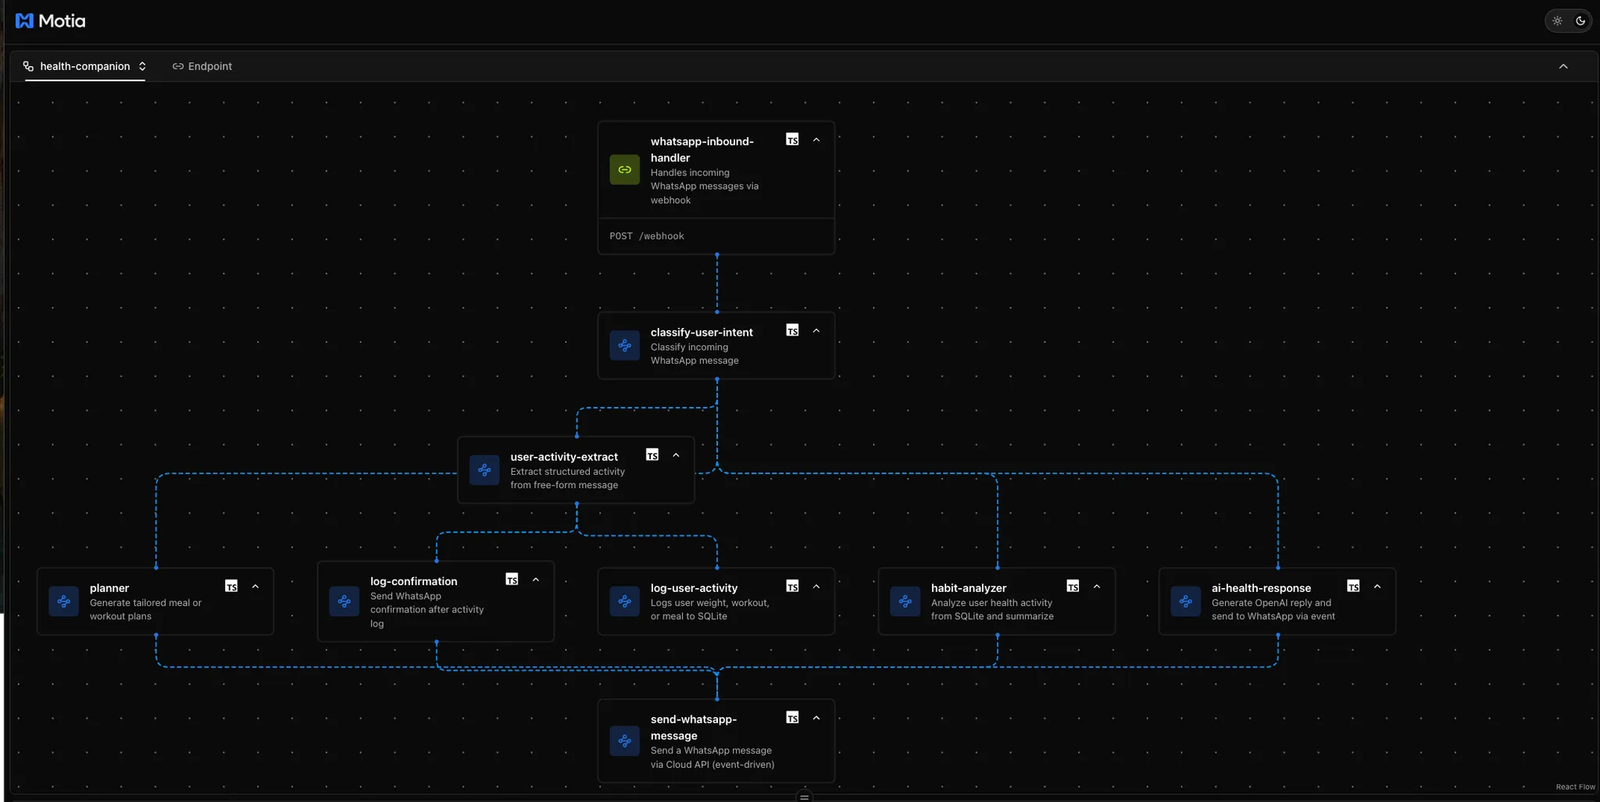 Motia
health-companion
Endpoint
whatsapp-inbound-
handler
TS
Handles incoming
WhatsApp messages via
webhook
POST /webhook
classify-user-intent
TS
Classify incoming
WhatsApp message
user-activity-extract
TS
Extract structured activity
from free-form message
planner
TS
Generate tailored meal or
workout plans
log-confirmation
TS
Send WhatsApp
confirmation after activity
log
log-user-activity
TS
Logs user weight, workout,
or meal to SQLite
habit-analyzer
TS
Analyze user health activity
from SQLite and summarize
ai-health-response
TS
Generate OpenAI reply and
send to WhatsApp via event
send-whatsapp-
message
TS
Send a WhatsApp message
via Cloud API (event-driven)
React Flow